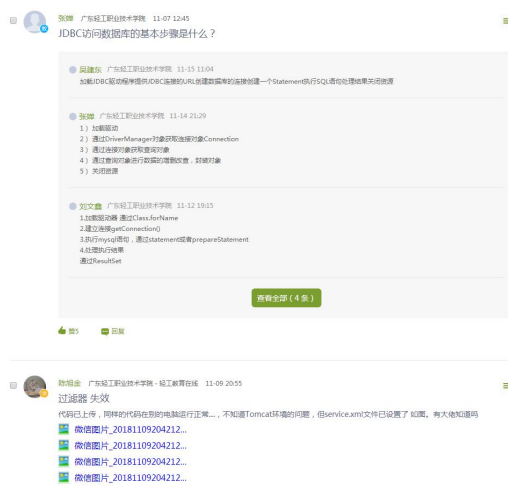 张婵 广东轻工职业技术学院 11-07 12:45
JDBC访问数据库的基本步骤是什么？
吴建东 广东轻工职业技术学院 11-15 11:04
加载JDBC驱动程序提供JDBC连接的URL创建数据库的连接创建一个Statement执行SQL语句处理结果关闭资源
张婵 广东轻工职业技术学院 11-14 21:29
1） 加载驱动
2） 通过DriverManager对象获取连接对象Connection
3） 通过连接对象获取查询对象
4） 通过查询对象进行数据的增删改查，封装对象
5） 关闭资源
刘文鑫 广东轻工职业技术学院 11-12 19:15
1.加载驱动器 通过Class.forName
2.建立连接getConnection()
3.执行mysql语句，通过statement或者prepareStatement
4.处理执行结果
通过ResultSet
查看全部（4 条）
赞5 回复
陈旭金 广东轻工职业技术学院 - 轻工教育在线 11-09 20:55
过滤器 失效
代码已上传，同样的代码在别的电脑运行正常...，不知道Tomcat环境的问题，但service.xml文件已设置了 如图。有大佬知道吗
微信图片_20181109204212...
微信图片_20181109204212...
微信图片_20181109204212...
微信图片_20181109204212...